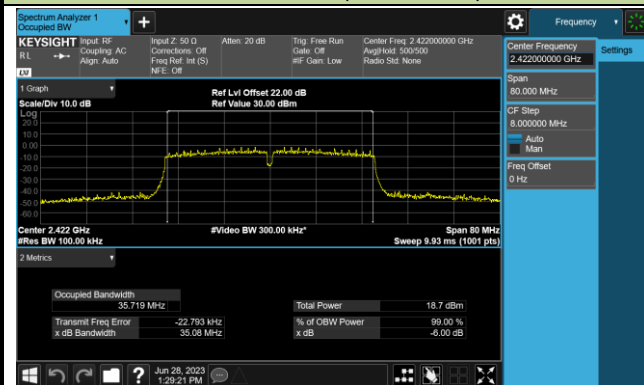 Spectrum Analyzer 1
Occupied BW
Frequency
KEYSIGHT
RL
LXI
Input: RF
Coupling: AC
Align: Auto
Input Z: 50 Ω
Corrections: Off
Freq Ref: Int (S)
NFE: Off
Atten: 20 dB
Trig: Free Run
Gate: Off
#IF Gain: Low
Center Freq: 2.422000000 GHz
Avg|Hold: 500/500
Radio Std: None
Center Frequency
2.422000000 GHz
Settings
Span
80.000 MHz
CF Step
8.000000 MHz
Auto
Man
Freq Offset
0 Hz
1 Graph
Scale/Div 10.0 dB
Ref Lvl Offset 22.00 dB
Ref Value 30.00 dBm
Log
20.0
10.0
0.00
-10.0
-20.0
-30.0
-40.0
-50.0
-60.0
Center 2.422 GHz
#Res BW 100.00 kHz
#Video BW 300.00 kHz*
Span 80 MHz
Sweep 9.93 ms (1001 pts)
2 Metrics
Occupied Bandwidth
35.719 MHz
Total Power 18.7 dBm
Transmit Freq Error -22.793 kHz
% of OBW Power 99.00 %
x dB Bandwidth 35.08 MHz
x dB -6.00 dB
?
Jun 28, 2023
1:29:21 PM